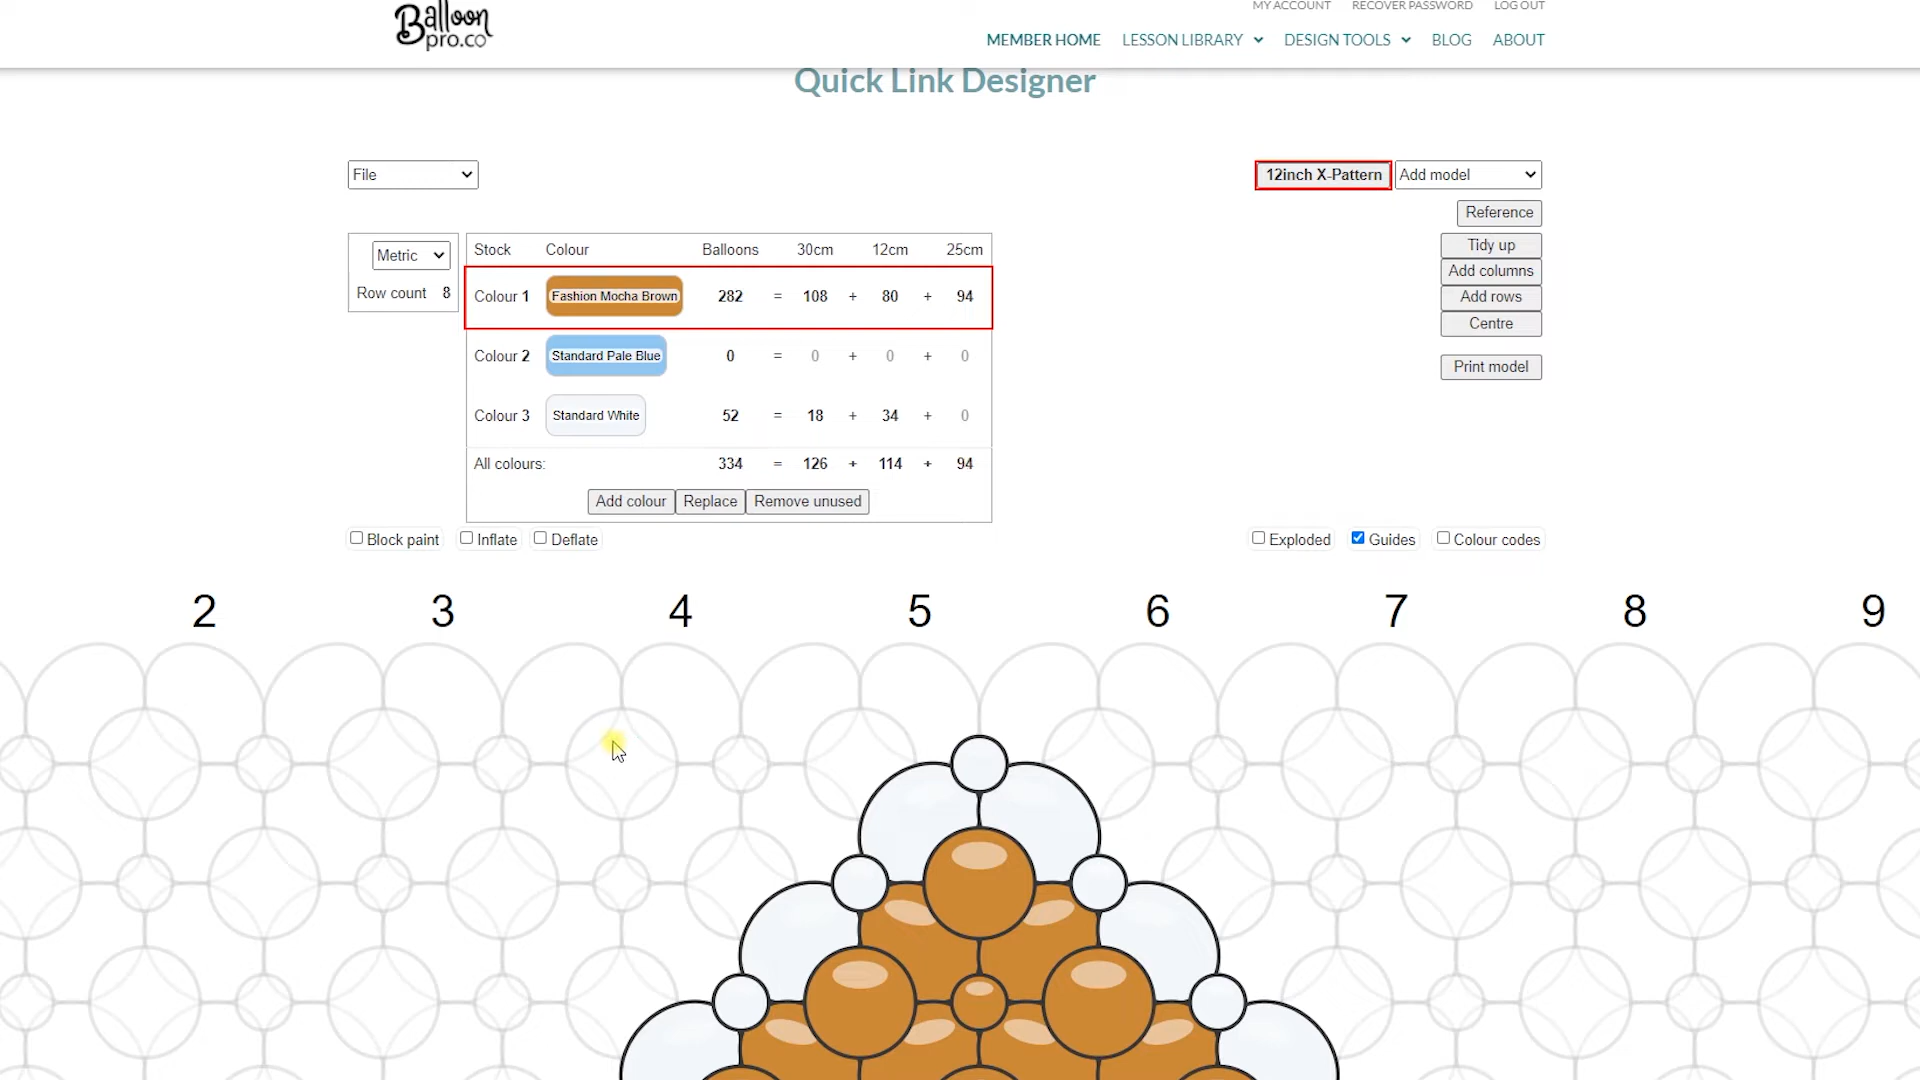 Balloon
pro.co
MY ACCOUNT RECOVER PASSWORD LOG OUT
MEMBER HOME LESSON LIBRARY DESIGN TOOLS BLOG ABOUT
Quick Link Designer
File
12inch X-Pattern Add model
Reference
Tidy up
Add columns
Add rows
Centre
Print model
Metric
Row count 8
Stock Colour Balloons 30cm 12cm 25cm
Colour 1 Fashion Mocha Brown 282 = 108 + 80 + 94
Colour 2 Standard Pale Blue 0 = 0 + 0 + 0
Colour 3 Standard White 52 = 18 + 34 + 0
All colours: 334 = 126 + 114 + 94
Add colour Replace Remove unused
Block paint Inflate Deflate Exploded Guides Colour codes
2 3 4 5 6 7 8 9